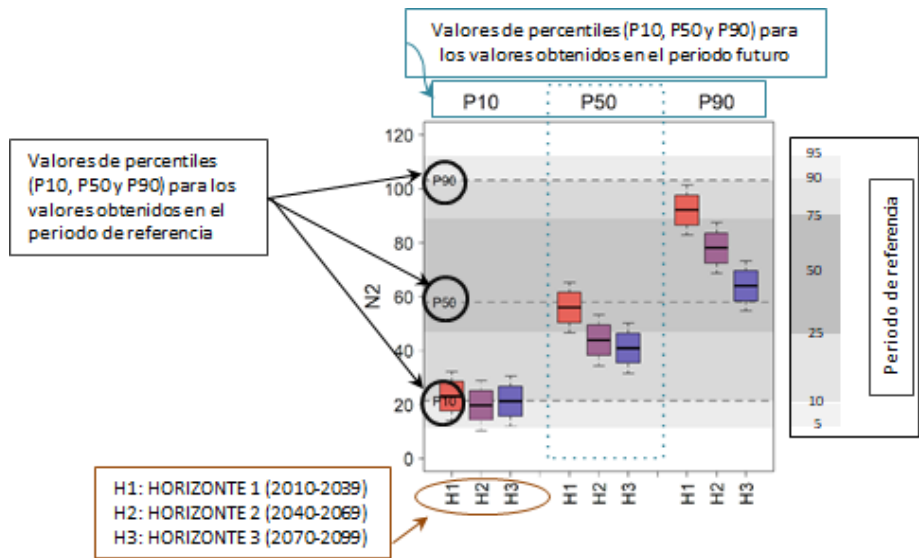 Valores de percentiles (P10, P50 y P90) para
los valores obtenidos en el periodo futuro
P10
P50
P90
Valores de percentiles
(P10, P50 y P90) para los
valores obtenidos en el
periodo de referencia
N2
120
100
80
60
40
20
0
P90
P50
P10
H1
H2
H3
H1
H2
H3
H1
H2
H3
95
90
75
50
25
10
5
Periodo de referencia
H1: HORIZONTE 1 (2010-2039)
H2: HORIZONTE 2 (2040-2069)
H3: HORIZONTE 3 (2070-2099)